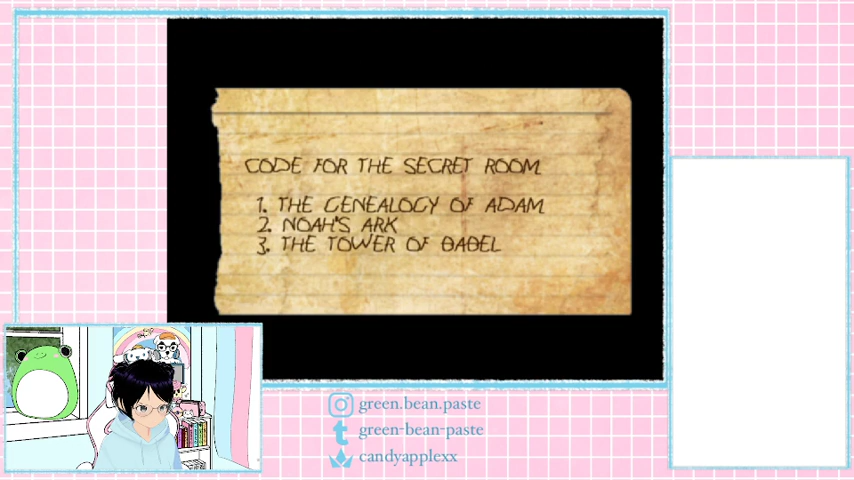 CODE FOR THE SECRET ROOM
1. THE GENEALOGY OF ADAM
2. NOAH'S ARK
3. THE TOWER OF BABEL
green.bean.paste
green-bean-paste
candyapplexx